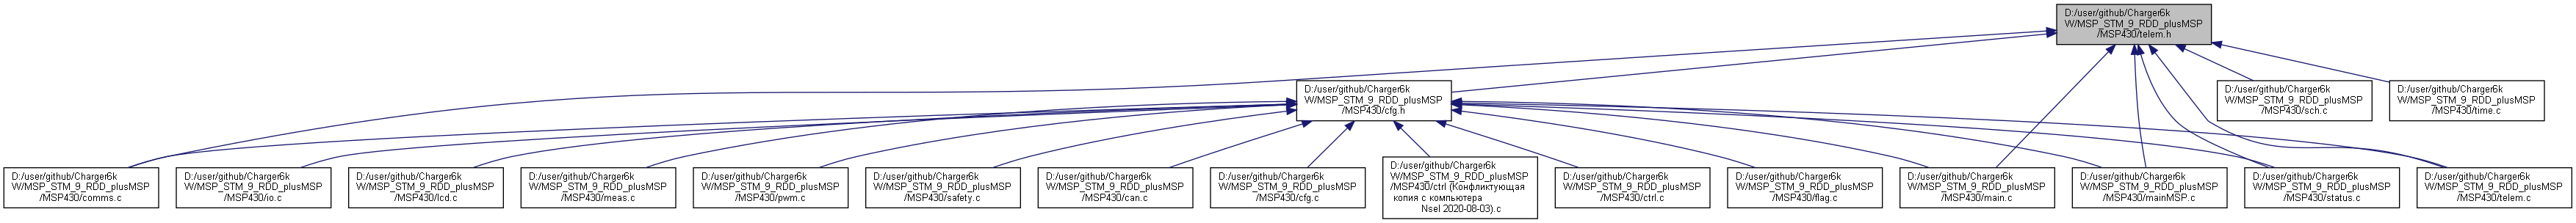 D:/user/github/Charger6k
W/MSP_STM_9_RDD_plusMSP
/MSP430/telem.h
D:/user/github/Charger6k
W/MSP_STM_9_RDD_plusMSP
/MSP430/cfg.h
D:/user/github/Charger6k
W/MSP_STM_9_RDD_plusMSP
/MSP430/sch.c
D:/user/github/Charger6k
W/MSP_STM_9_RDD_plusMSP
/MSP430/time.c
D:/user/github/Charger6k
W/MSP_STM_9_RDD_plusMSP
/MSP430/comms.c
D:/user/github/Charger6k
W/MSP_STM_9_RDD_plusMSP
/MSP430/io.c
D:/user/github/Charger6k
W/MSP_STM_9_RDD_plusMSP
/MSP430/lcd.c
D:/user/github/Charger6k
W/MSP_STM_9_RDD_plusMSP
/MSP430/meas.c
D:/user/github/Charger6k
W/MSP_STM_9_RDD_plusMSP
/MSP430/pwm.c
D:/user/github/Charger6k
W/MSP_STM_9_RDD_plusMSP
/MSP430/safety.c
D:/user/github/Charger6k
W/MSP_STM_9_RDD_plusMSP
/MSP430/can.c
D:/user/github/Charger6k
W/MSP_STM_9_RDD_plusMSP
/MSP430/cfg.c
D:/user/github/Charger6k
W/MSP_STM_9_RDD_plusMSP
/MSP430/ctrl (Конфликтующая
копия с компьютера
Nsel 2020-08-03).c
D:/user/github/Charger6k
W/MSP_STM_9_RDD_plusMSP
/MSP430/ctrl.c
D:/user/github/Charger6k
W/MSP_STM_9_RDD_plusMSP
/MSP430/flag.c
D:/user/github/Charger6k
W/MSP_STM_9_RDD_plusMSP
/MSP430/main.c
D:/user/github/Charger6k
W/MSP_STM_9_RDD_plusMSP
/MSP430/mainMSP.c
D:/user/github/Charger6k
W/MSP_STM_9_RDD_plusMSP
/MSP430/status.c
D:/user/github/Charger6k
W/MSP_STM_9_RDD_plusMSP
/MSP430/telem.c